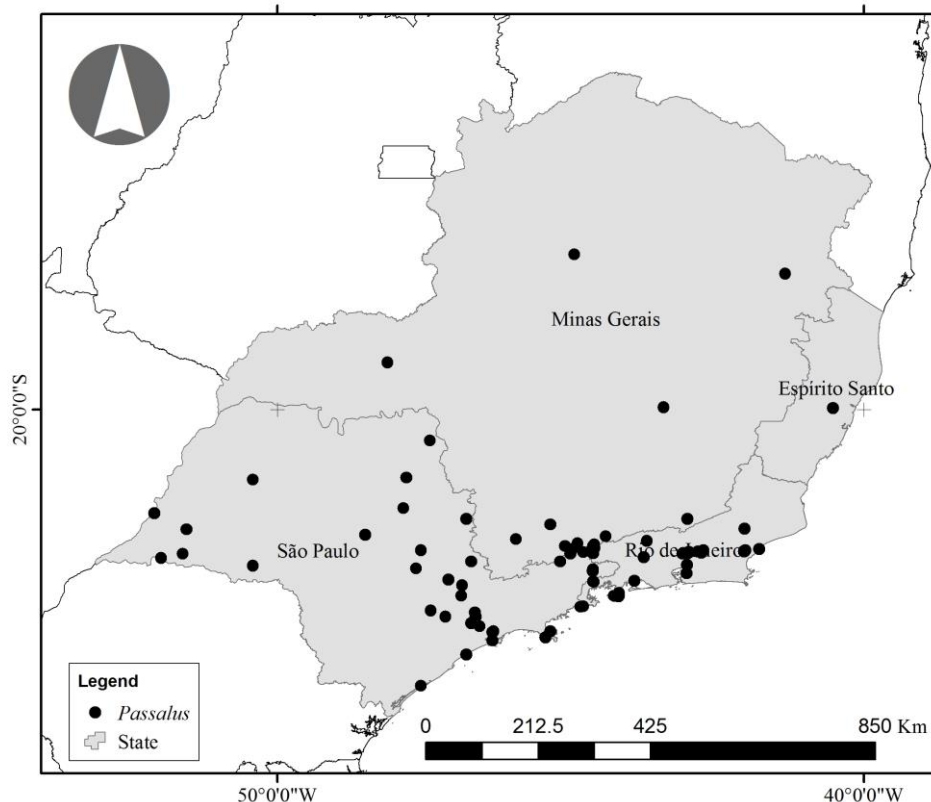 Minas Gerais
Espirito Santo
20°0'0"S
São Paulo
Rio de Janeiro
Legend
Passalus
State
0 212.5 425 850 Km
50°0'0"W 40°0'0"W